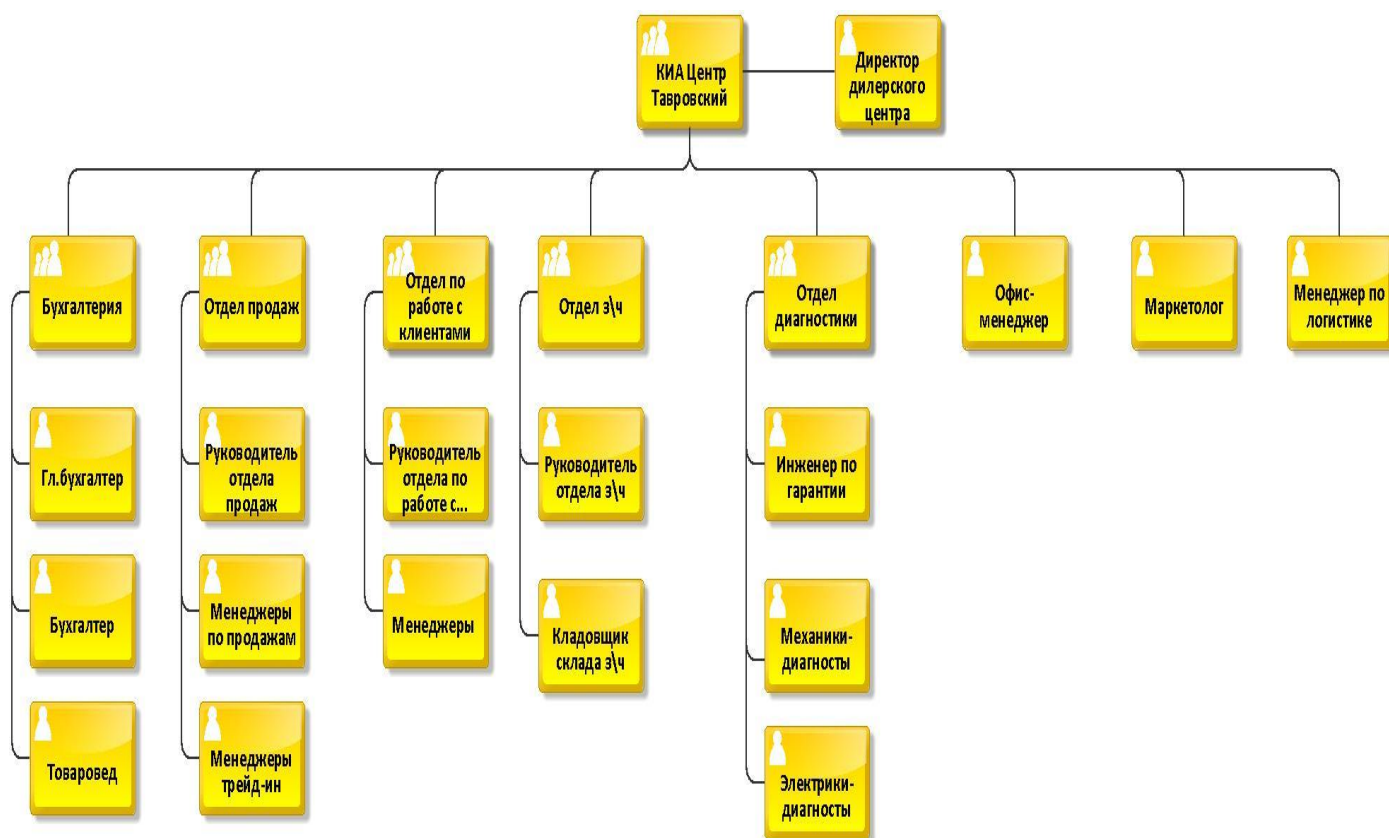 КИА Центр
Тавровский
Директор
дилерского
центра
Бухгалтерия
Отдел продаж
Отдел по
работе с
клиентами
Отдел з\ч
Отдел
диагностики
Офис-
менеджер
Маркетолог
Менеджер по
логистике
Гл.бухгалтер
Руководитель
отдела
продаж
Руководитель
отдела по
работе с...
Руководитель
отдела з\ч
Инженер по
гарантии
Бухгалтер
Менеджеры
по продажам
Менеджеры
Кладовщик
склада з\ч
Механики-
диагносты
Товаровед
Менеджеры
трейд-ин
Электрики-
диагносты